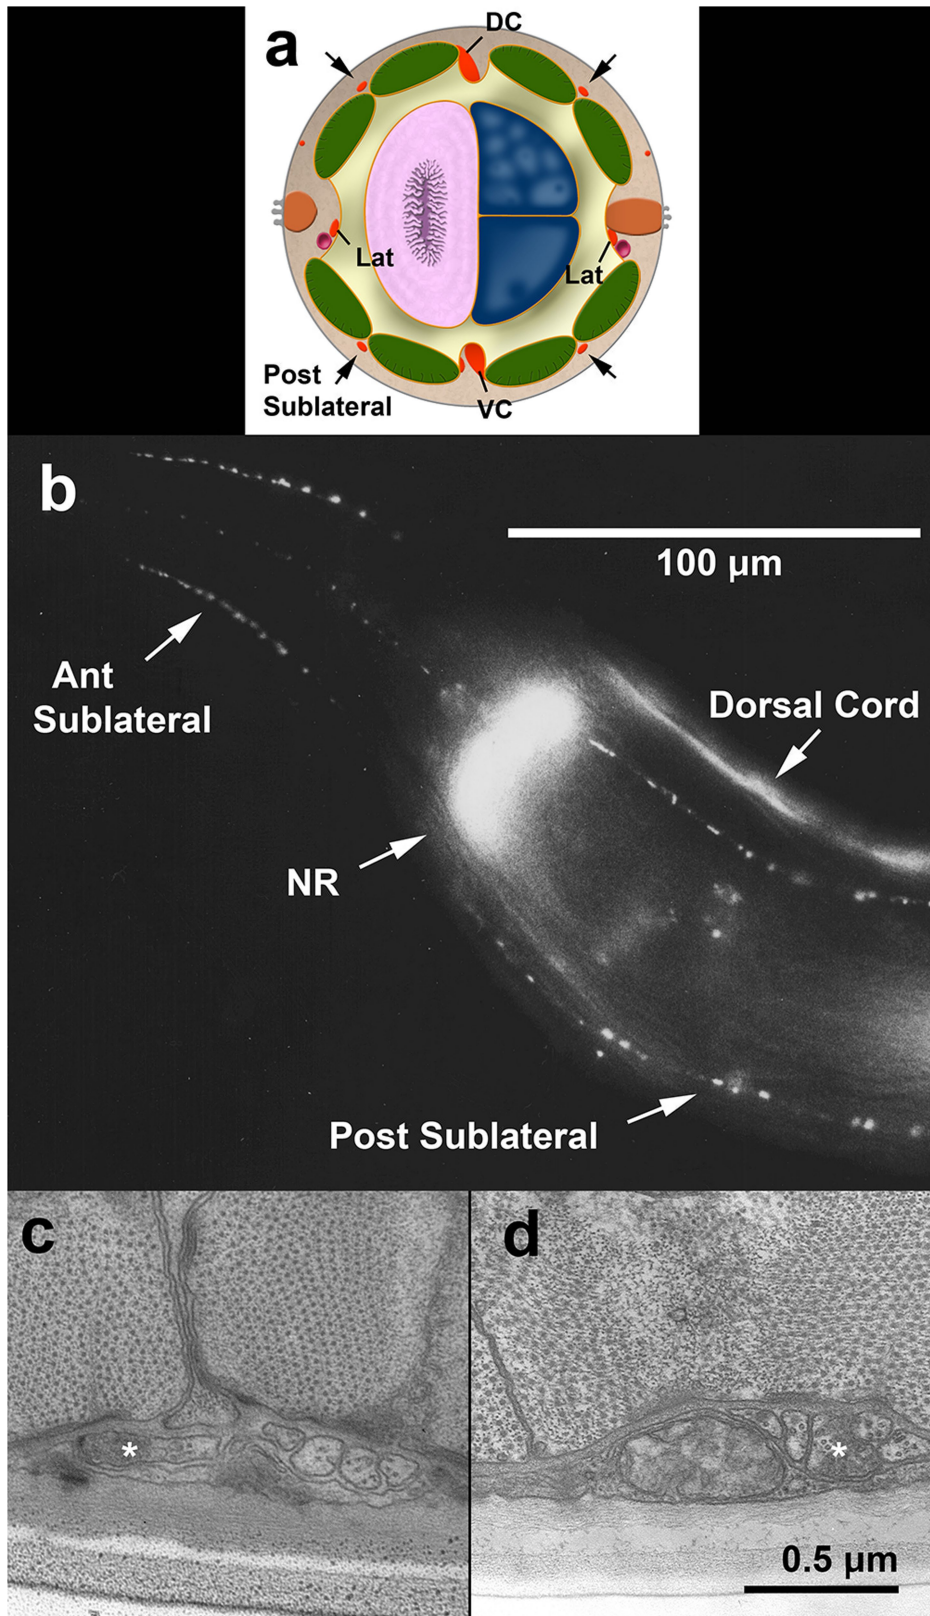 a
DC
Lat
Lat
Post
Sublateral
VC
b
100 µm
Ant
Sublateral
Dorsal Cord
NR
Post Sublateral
c
*
d
*
0.5 µm